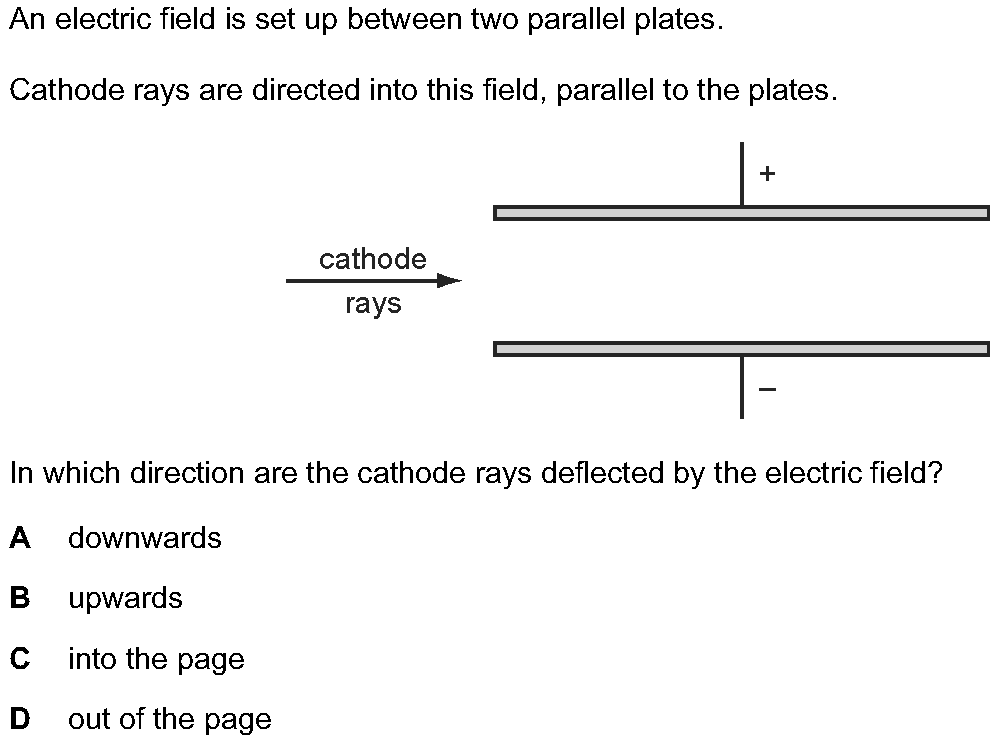 An electric field is set up between two parallel plates.
Cathode rays are directed into this field, parallel to the plates.
+
cathode
rays
–
In which direction are the cathode rays deflected by the electric field?
A downwards
B upwards
C into the page
D out of the page